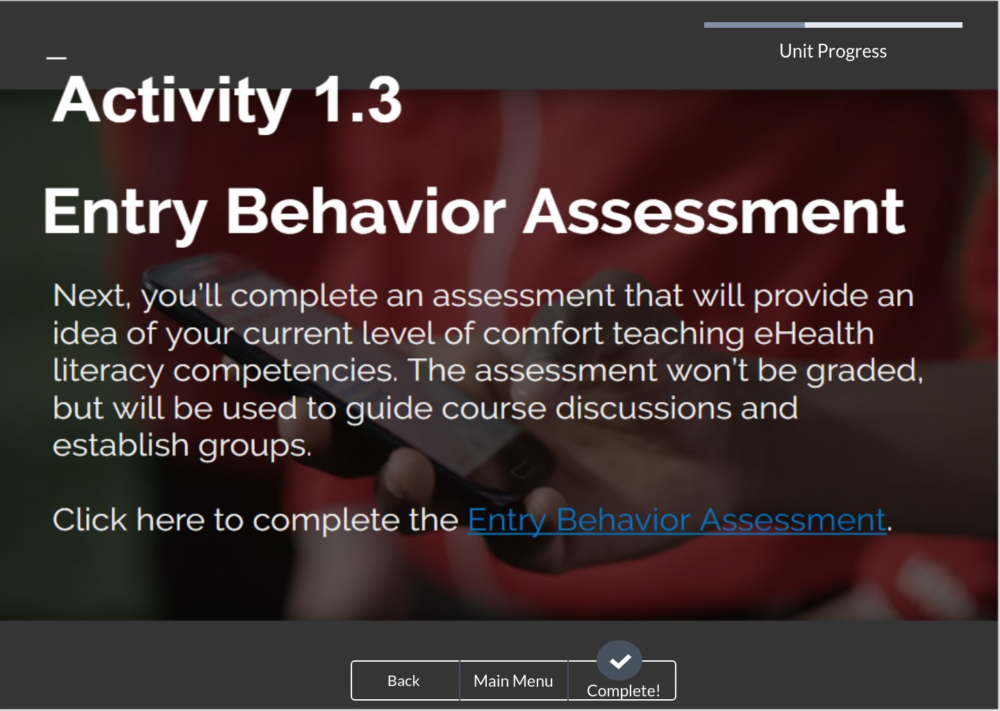 Unit Progress
Activity 1.3
Entry Behavior Assessment
Next, you’ll complete an assessment that will provide an
idea of your current level of comfort teaching eHealth
literacy competencies. The assessment won’t be graded,
but will be used to guide course discussions and
establish groups.
Click here to complete the Entry Behavior Assessment.
Back
Main Menu
Complete!